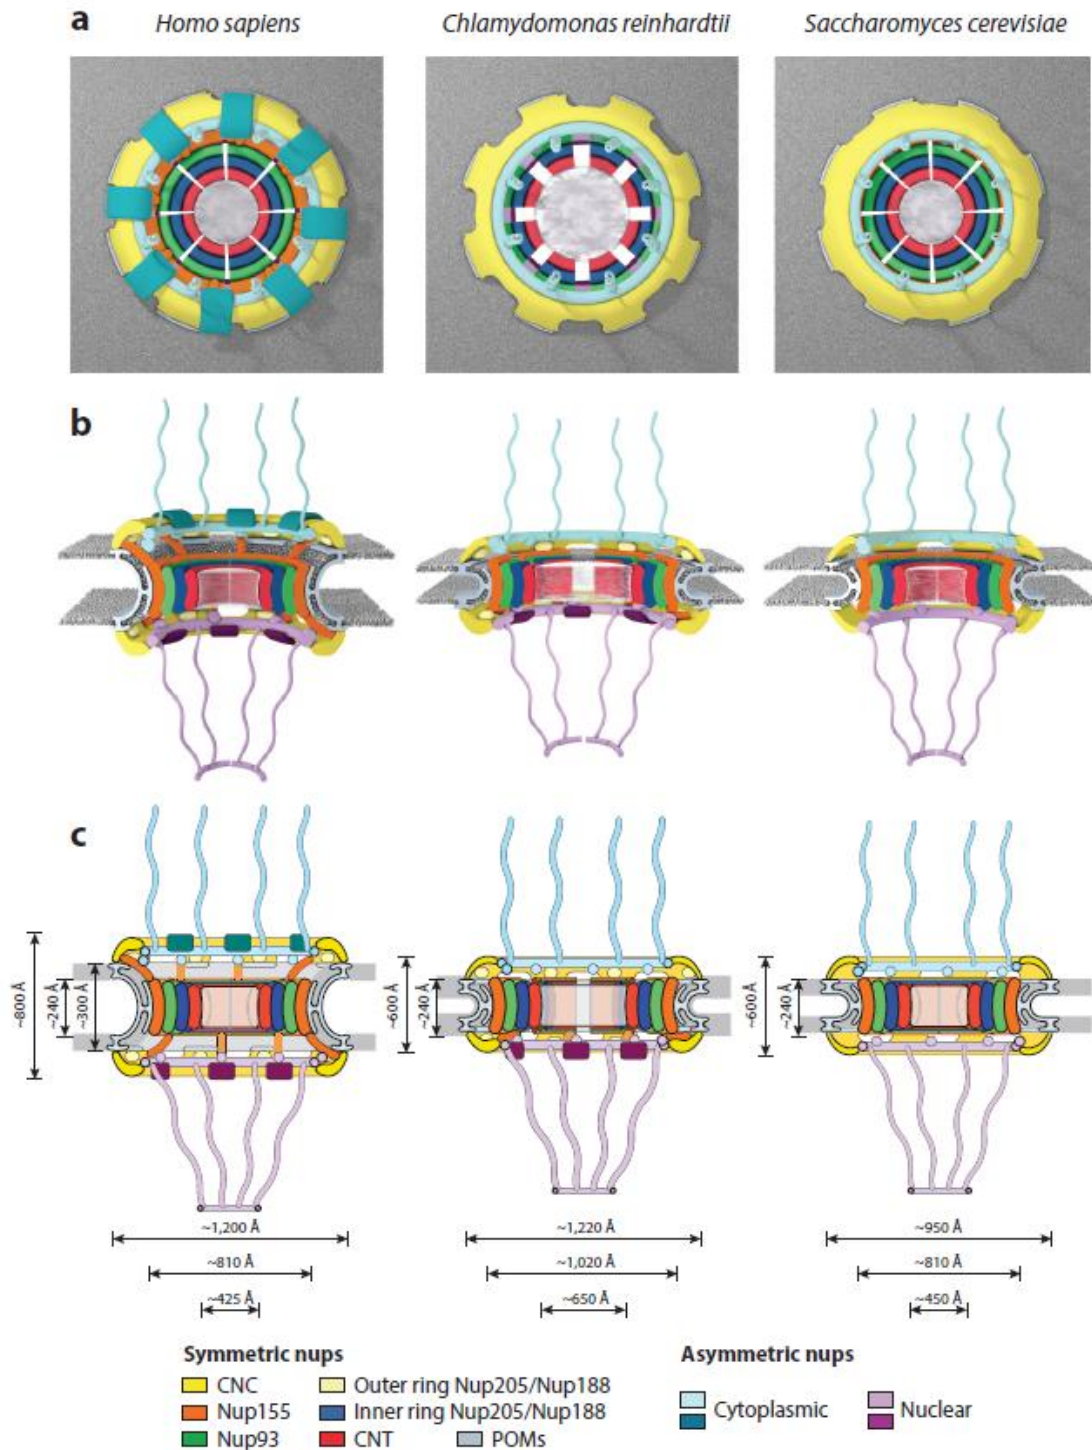 a
Homo sapiens
Chlamydomonas reinhardtii
Saccharomyces cerevisiae
b
c
~800 Å
~240 Å
~300 Å
~600 Å
~240 Å
~600 Å
~240 Å
~1,200 Å
~810 Å
~425 Å
~1,220 Å
~1,020 Å
~650 Å
~950 Å
~810 Å
~450 Å
Symmetric nups
CNC
Outer ring Nup205/Nup188
Nup155
Inner ring Nup205/Nup188
Nup93
CNT
POMs
Asymmetric nups
Cytoplasmic
Nuclear